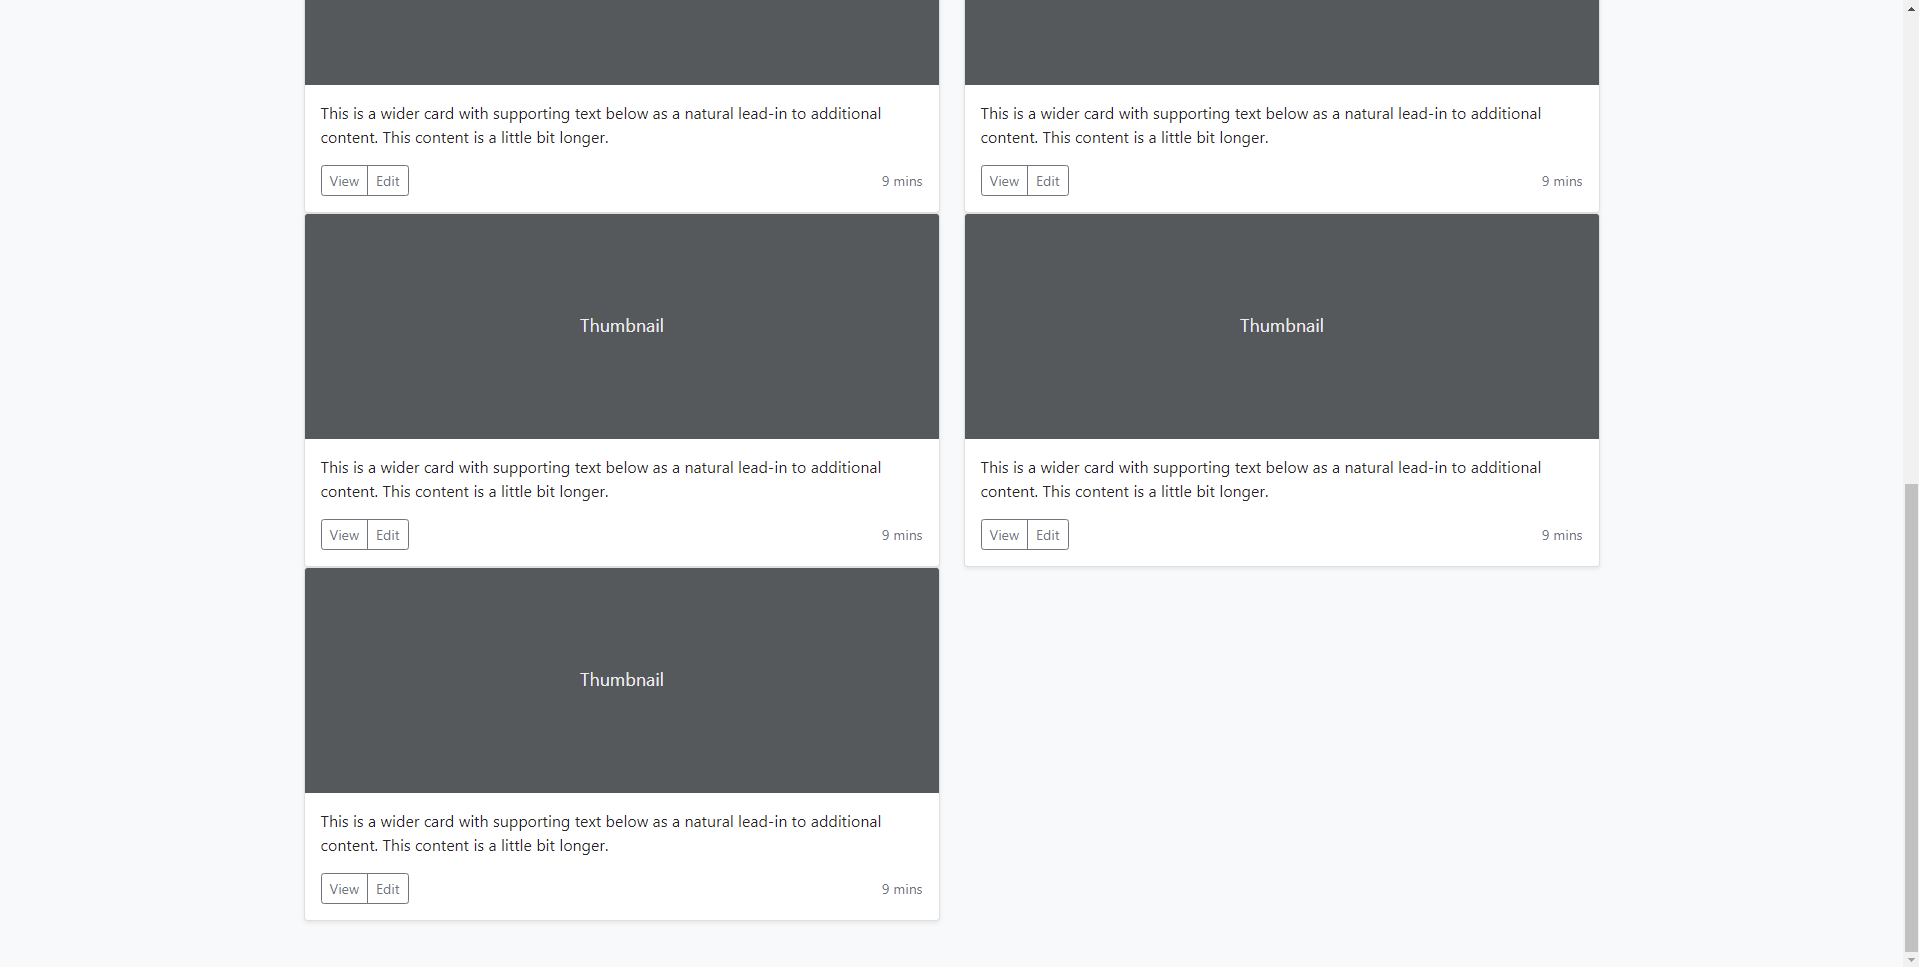 This is a wider card with supporting text below as a natural lead-in to additional
content. This content is a little bit longer.
View Edit 9 mins
This is a wider card with supporting text below as a natural lead-in to additional
content. This content is a little bit longer.
View Edit 9 mins
Thumbnail
This is a wider card with supporting text below as a natural lead-in to additional
content. This content is a little bit longer.
View Edit 9 mins
Thumbnail
This is a wider card with supporting text below as a natural lead-in to additional
content. This content is a little bit longer.
View Edit 9 mins
Thumbnail
This is a wider card with supporting text below as a natural lead-in to additional
content. This content is a little bit longer.
View Edit 9 mins